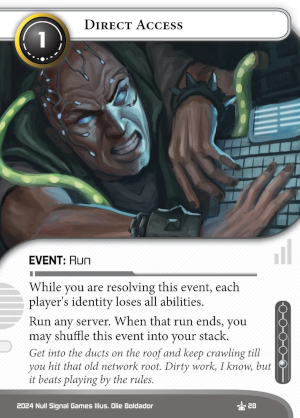 1
DIRECT ACCESS
EVENT: Run
While you are resolving this event, each
player's identity loses all abilities.
Run any server. When that run ends, you
may shuffle this event into your stack.
Get into the ducts on the roof and keep crawling till
you hit that old network root. Dirty work, I know, but
it beats playing by the rules.
2024 Null Signal Games Illus. Olie Boldador
28